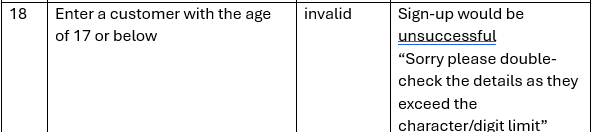 18 Enter a customer with the age invalid Sign-up would be
of 17 or below unsuccessful
“Sorry please double-
check the details as they
exceed the
character/digit limit”